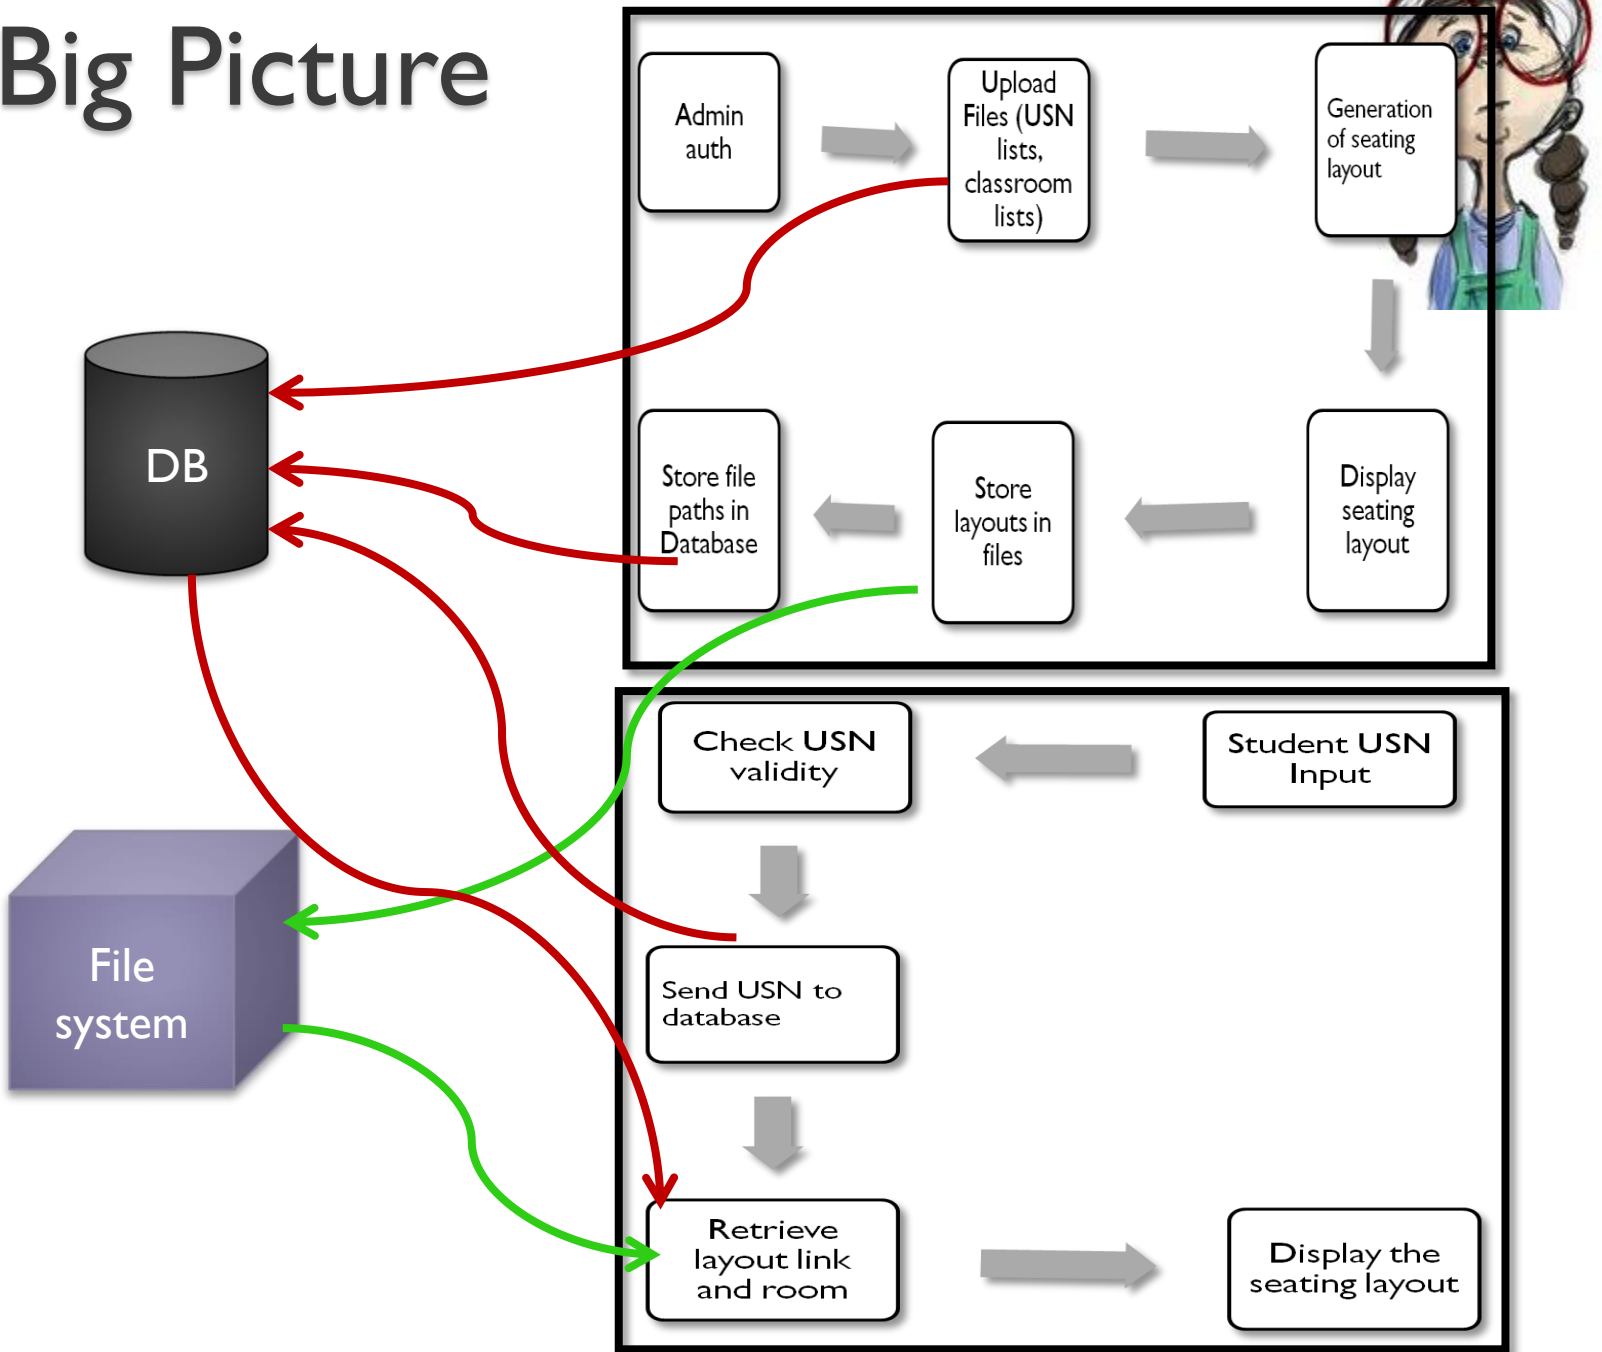 Big Picture
Admin
auth
Upload
Files (USN
lists,
classroom
lists)
Generation
of seating
layout
DB
Store file
paths in
Database
Store
layouts in
files
Display
seating
layout
Check USN
validity
Student USN
Input
File
system
Send USN to
database
Retrieve
layout link
and room
Display the
seating layout